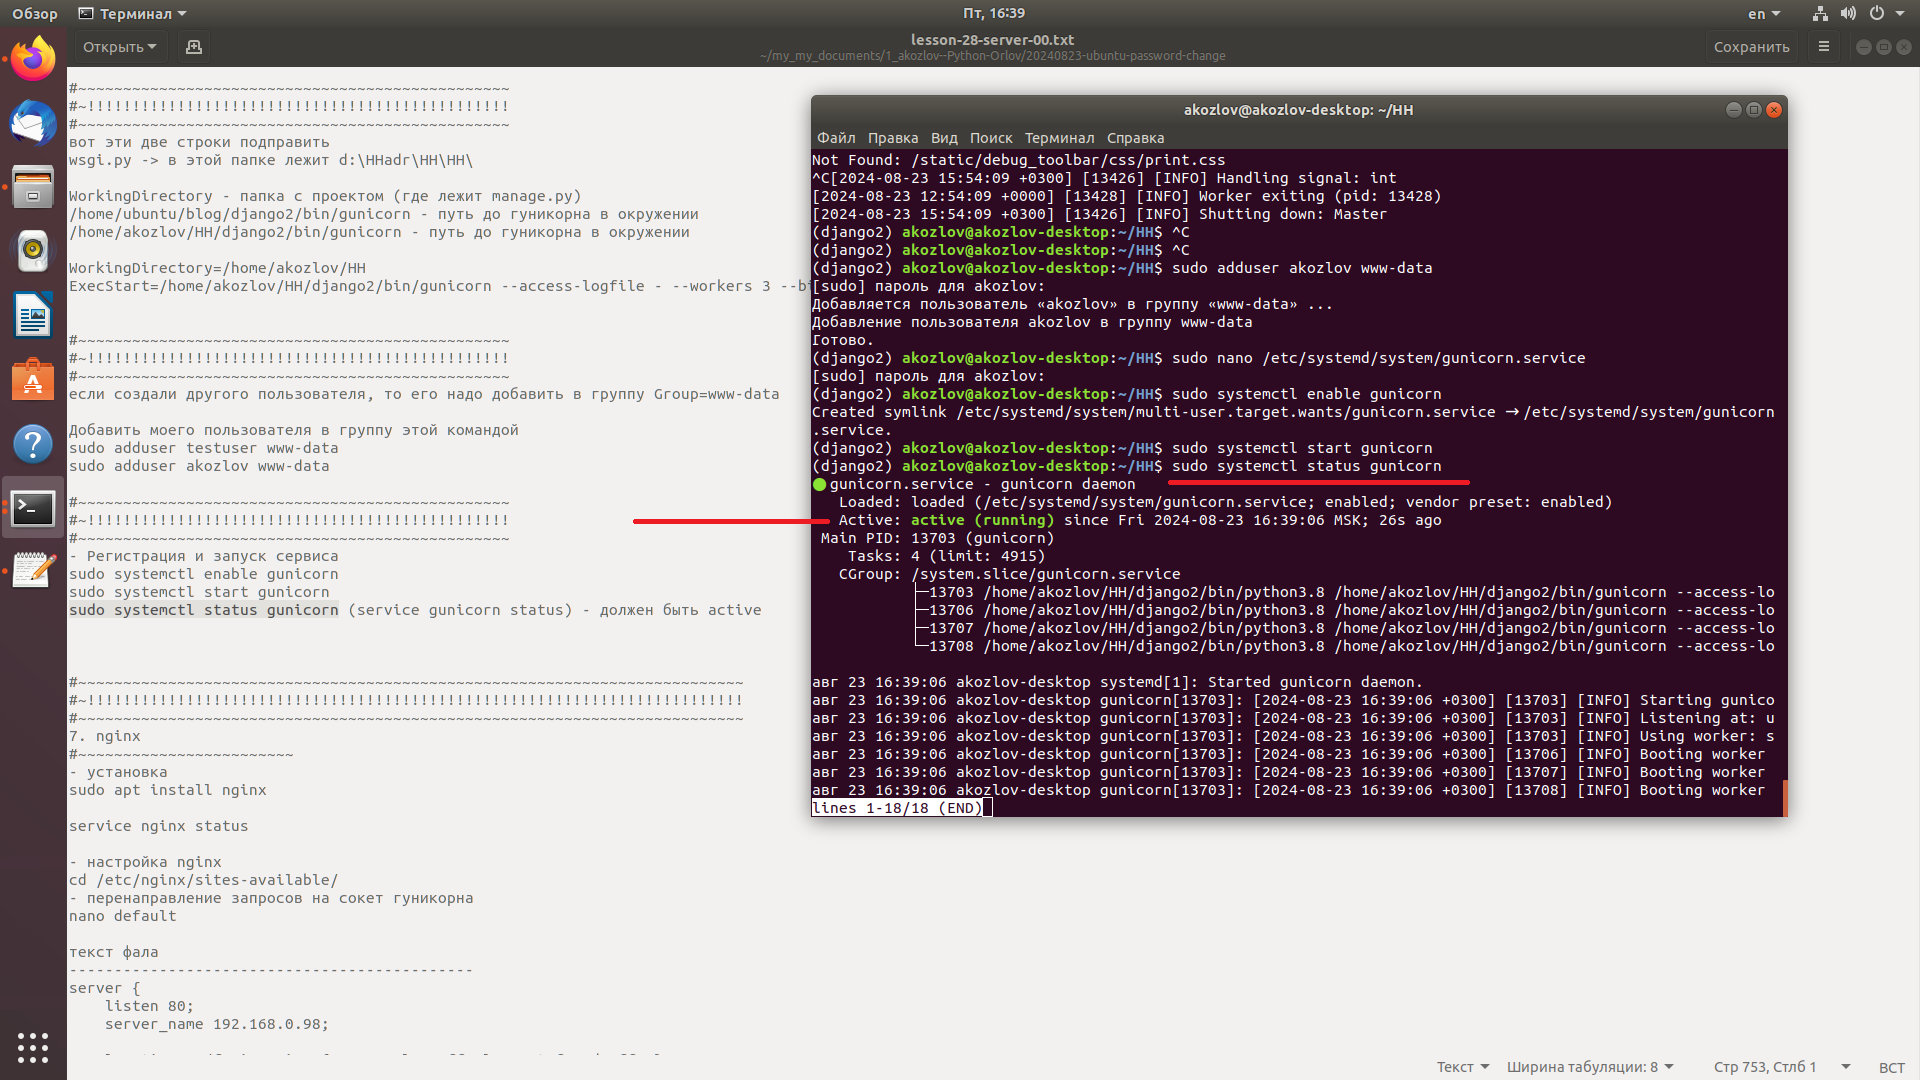 Обзор
Терминал
Пт, 16:39
en
Открыть
lesson-28-server-00.txt
~/my_my_documents/1_akozlov--Python-Orlov/20240823-ubuntu-password-change
Сохранить
#~~~~~~~~~~~~~~~~~~~~~~~~~~~~~~~~~~~~~~~~~~~~~~~~
#~!!!!!!!!!!!!!!!!!!!!!!!!!!!!!!!!!!!!!!!!!!!!!!!
#~~~~~~~~~~~~~~~~~~~~~~~~~~~~~~~~~~~~~~~~~~~~~~~~
вот эти две строки подправить
wsgi.py -> в этой папке лежит d:\HHadr\HH\HH\
WorkingDirectory - папка с проектом (где лежит manage.py)
/home/ubuntu/blog/django2/bin/gunicorn - путь до гуникорна в окружении
/home/akozlov/HH/django2/bin/gunicorn - путь до гуникорна в окружении
WorkingDirectory=/home/akozlov/HH
ExecStart=/home/akozlov/HH/django2/bin/gunicorn --access-logfile - --workers 3 --bi
#~~~~~~~~~~~~~~~~~~~~~~~~~~~~~~~~~~~~~~~~~~~~~~~~
#~!!!!!!!!!!!!!!!!!!!!!!!!!!!!!!!!!!!!!!!!!!!!!!!
#~~~~~~~~~~~~~~~~~~~~~~~~~~~~~~~~~~~~~~~~~~~~~~~~
если создали другого пользователя, то его надо добавить в группу Group=www-data
Добавить моего пользователя в группу этой командой
sudo adduser testuser www-data
sudo adduser akozlov www-data
#~~~~~~~~~~~~~~~~~~~~~~~~~~~~~~~~~~~~~~~~~~~~~~~~
#~!!!!!!!!!!!!!!!!!!!!!!!!!!!!!!!!!!!!!!!!!!!!!!!
#~~~~~~~~~~~~~~~~~~~~~~~~~~~~~~~~~~~~~~~~~~~~~~~~
- Регистрация и запуск сервиса
sudo systemctl enable gunicorn
sudo systemctl start gunicorn
sudo systemctl status gunicorn (service gunicorn status) - должен быть active
#~~~~~~~~~~~~~~~~~~~~~~~~~~~~~~~~~~~~~~~~~~~~~~~~~~~~~~~~~~~~~~~~~~~~~~~~~~
#~!!!!!!!!!!!!!!!!!!!!!!!!!!!!!!!!!!!!!!!!!!!!!!!!!!!!!!!!!!!!!!!!!!!!!!!!!
#~~~~~~~~~~~~~~~~~~~~~~~~~~~~~~~~~~~~~~~~~~~~~~~~~~~~~~~~~~~~~~~~~~~~~~~~~~
7. nginx
#~~~~~~~~~~~~~~~~~~~~~~~~
- установка
sudo apt install nginx
service nginx status
- настройка nginx
cd /etc/nginx/sites-available/
- перенаправление запросов на сокет гуникорна
nano default
текст фала
---------------------------------------------
server {
listen 80;
server_name 192.168.0.98;
akozlov@akozlov-desktop: ~/HH
Файл Правка Вид Поиск Терминал Справка
Not Found: /static/debug_toolbar/css/print.css
^C[2024-08-23 15:54:09 +0300] [13426] [INFO] Handling signal: int
[2024-08-23 12:54:09 +0000] [13428] [INFO] Worker exiting (pid: 13428)
[2024-08-23 15:54:09 +0300] [13426] [INFO] Shutting down: Master
(django2) akozlov@akozlov-desktop:~/HH$ ^C
(django2) akozlov@akozlov-desktop:~/HH$ ^C
(django2) akozlov@akozlov-desktop:~/HH$ sudo adduser akozlov www-data
[sudo] пароль для akozlov:
Добавляется пользователь «akozlov» в группу «www-data» ...
Добавление пользователя akozlov в группу www-data
Готово.
(django2) akozlov@akozlov-desktop:~/HH$ sudo nano /etc/systemd/system/gunicorn.service
[sudo] пароль для akozlov:
(django2) akozlov@akozlov-desktop:~/HH$ sudo systemctl enable gunicorn
Created symlink /etc/systemd/system/multi-user.target.wants/gunicorn.service → /etc/systemd/system/gunicorn
.service.
(django2) akozlov@akozlov-desktop:~/HH$ sudo systemctl start gunicorn
(django2) akozlov@akozlov-desktop:~/HH$ sudo systemctl status gunicorn
● gunicorn.service - gunicorn daemon
Loaded: loaded (/etc/systemd/system/gunicorn.service; enabled; vendor preset: enabled)
Active: active (running) since Fri 2024-08-23 16:39:06 MSK; 26s ago
Main PID: 13703 (gunicorn)
Tasks: 4 (limit: 4915)
CGroup: /system.slice/gunicorn.service
├─13703 /home/akozlov/HH/django2/bin/python3.8 /home/akozlov/HH/django2/bin/gunicorn --access-lo
├─13706 /home/akozlov/HH/django2/bin/python3.8 /home/akozlov/HH/django2/bin/gunicorn --access-lo
├─13707 /home/akozlov/HH/django2/bin/python3.8 /home/akozlov/HH/django2/bin/gunicorn --access-lo
└─13708 /home/akozlov/HH/django2/bin/python3.8 /home/akozlov/HH/django2/bin/gunicorn --access-lo
авг 23 16:39:06 akozlov-desktop systemd[1]: Started gunicorn daemon.
авг 23 16:39:06 akozlov-desktop gunicorn[13703]: [2024-08-23 16:39:06 +0300] [13703] [INFO] Starting gunico
авг 23 16:39:06 akozlov-desktop gunicorn[13703]: [2024-08-23 16:39:06 +0300] [13703] [INFO] Listening at: u
авг 23 16:39:06 akozlov-desktop gunicorn[13703]: [2024-08-23 16:39:06 +0300] [13703] [INFO] Using worker: s
авг 23 16:39:06 akozlov-desktop gunicorn[13703]: [2024-08-23 16:39:06 +0300] [13706] [INFO] Booting worker
авг 23 16:39:06 akozlov-desktop gunicorn[13703]: [2024-08-23 16:39:06 +0300] [13707] [INFO] Booting worker
авг 23 16:39:06 akozlov-desktop gunicorn[13703]: [2024-08-23 16:39:06 +0300] [13708] [INFO] Booting worker
lines 1-18/18 (END)
Текст
Ширина табуляции: 8
Стр 753, Стлб 1
ВСТ